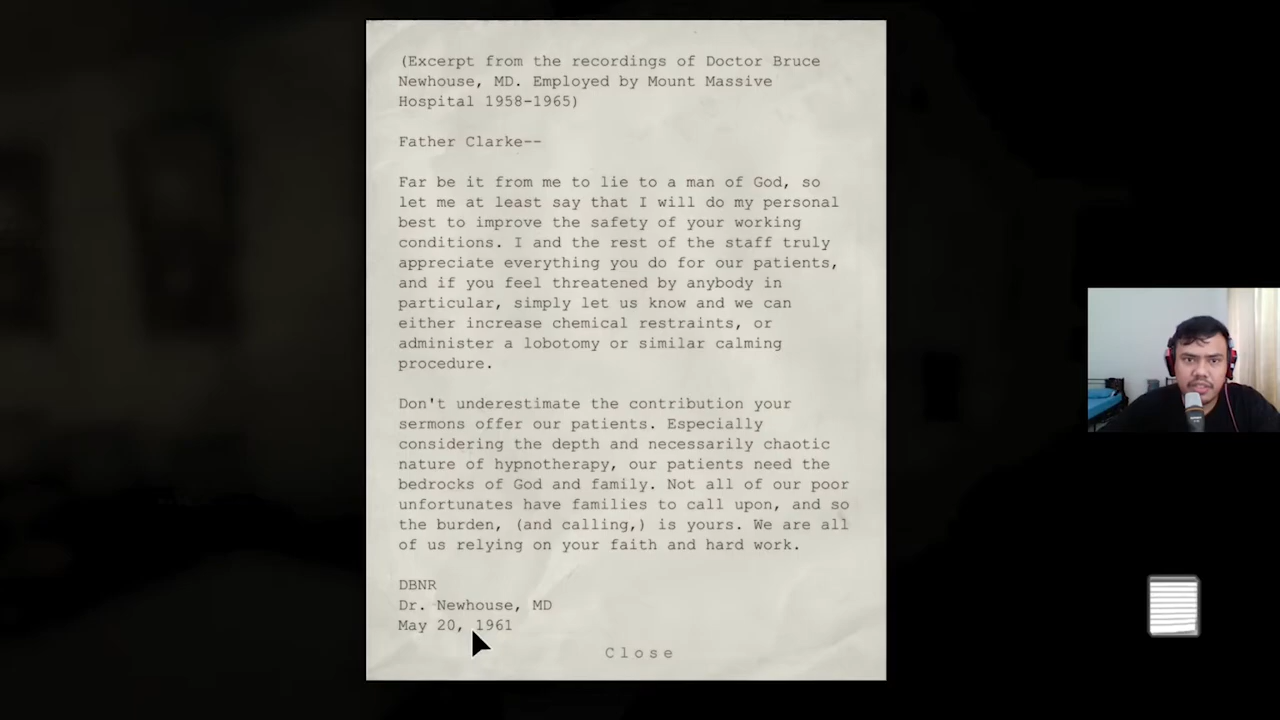 (Excerpt from the recordings of Doctor Bruce
Newhouse, MD. Employed by Mount Massive
Hospital 1958-1965)
Father Clarke--
Far be it from me to lie to a man of God, so
let me at least say that I will do my personal
best to improve the safety of your working
conditions. I and the rest of the staff truly
appreciate everything you do for our patients,
and if you feel threatened by anybody in
particular, simply let us know and we can
either increase chemical restraints, or
administer a lobotomy or similar calming
procedure.
Don't underestimate the contribution your
sermons offer our patients. Especially
considering the depth and necessarily chaotic
nature of hypnotherapy, our patients need the
bedrocks of God and family. Not all of our poor
unfortunates have families to call upon, and so
the burden, (and calling,) is yours. We are all
of us relying on your faith and hard work.
DBNR
Dr. Newhouse, MD
May 20, 1961
Close